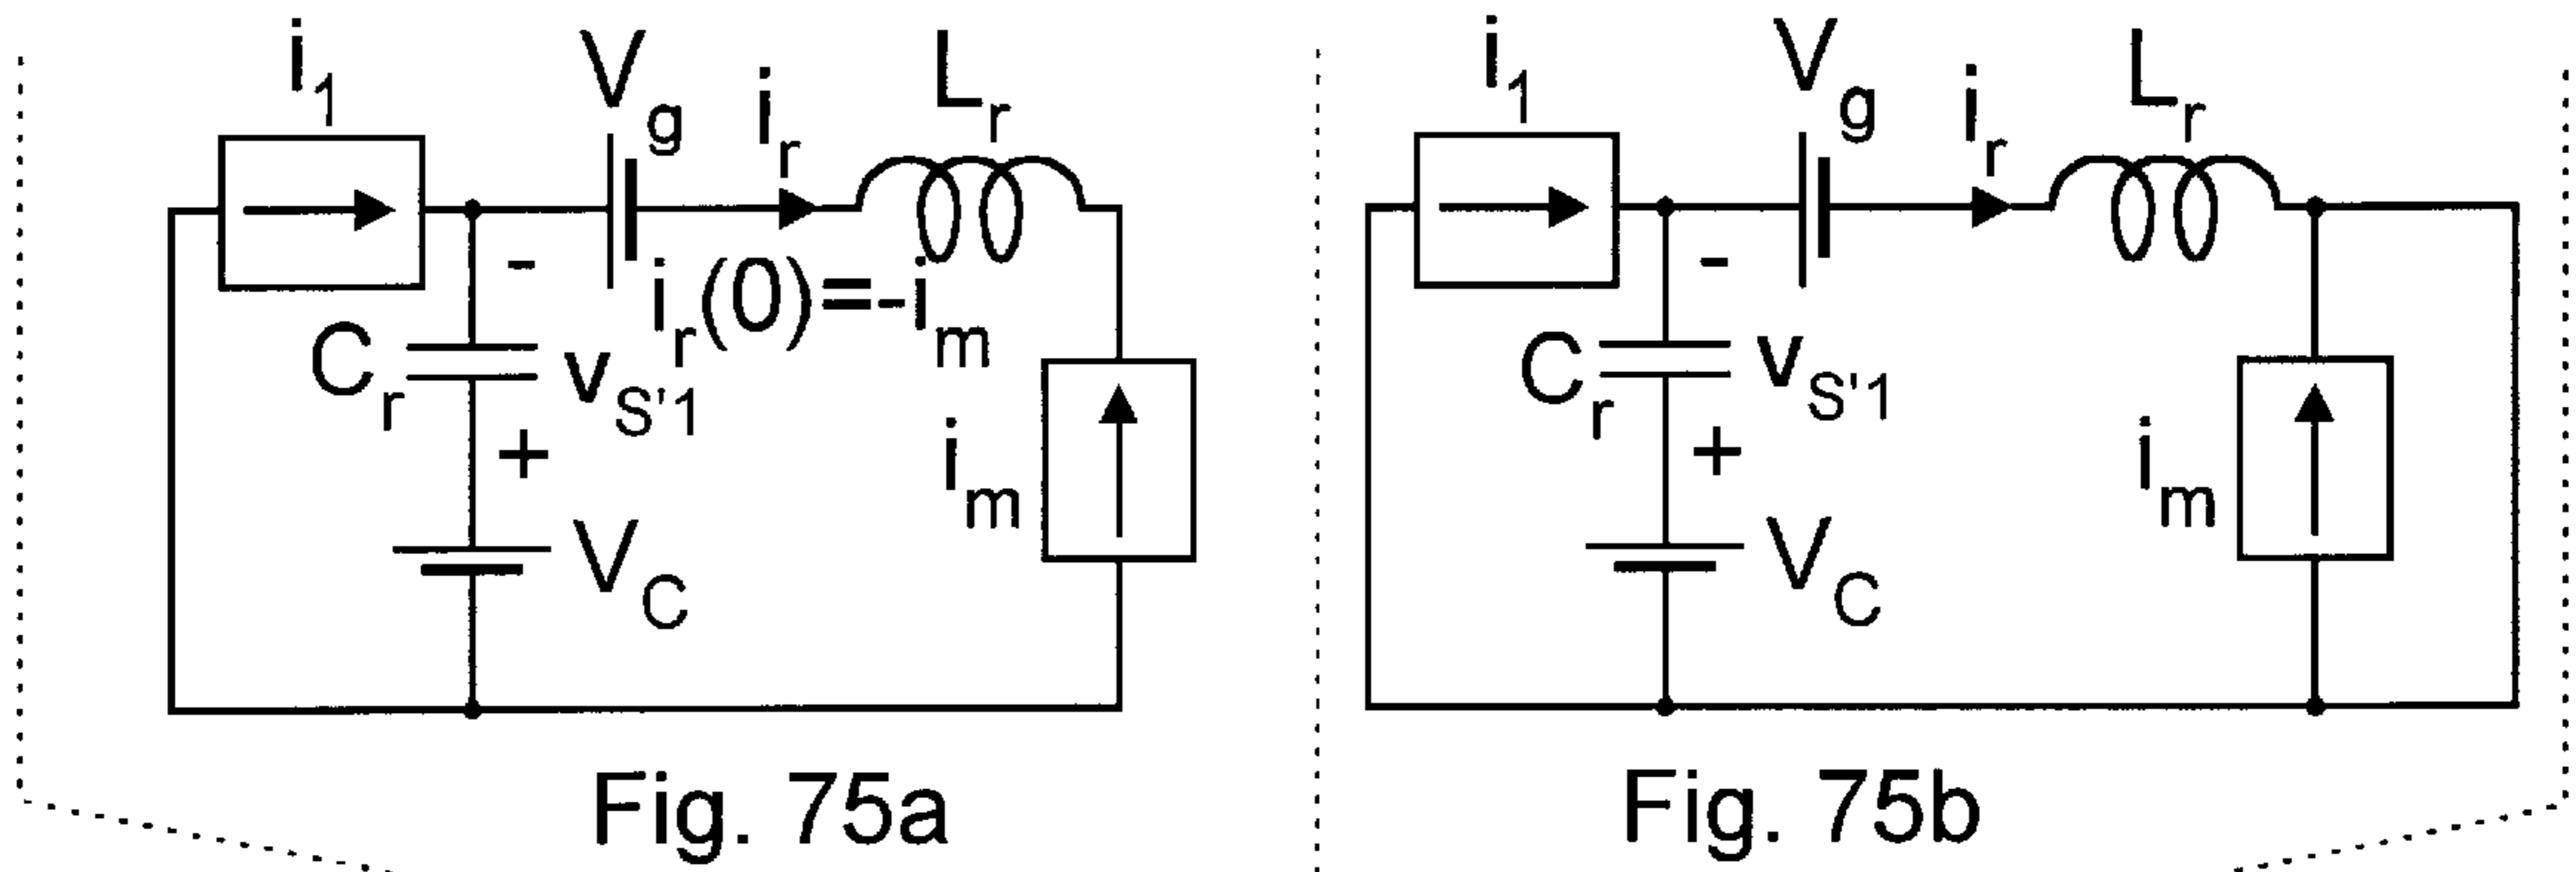 i1
Vg
ir
Lr
-
ir(0)=-im
Cr
vS'1
+
im
VC
Fig. 75a
i1
Vg
ir
Lr
-
Cr
vS'1
+
im
VC
Fig. 75b